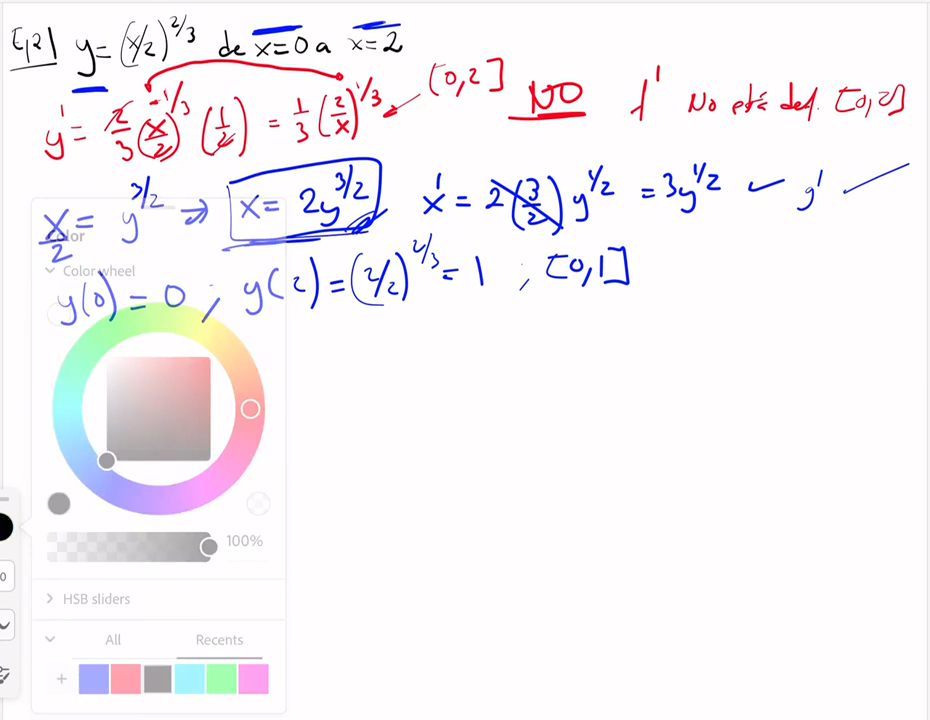 E,2] y = (x/2)^{2/3} de x=0 a x=2
y' = 2/3 (x/2)^{-1/3} (1/2) = 1/3 (2/x)^{1/3} [0,2] NO f' No está def. [0,2]
x/2 = y^{3/2} ⇒ x = 2y^{3/2} x' = 2(3/2) y^{1/2} = 3y^{1/2} ✓ g' ✓
y(0) = 0 ; y(2) = (2/2)^{2/3} = 1 ; [0,1]
Color
Color wheel
100%
HSB sliders
All Recents
+
0